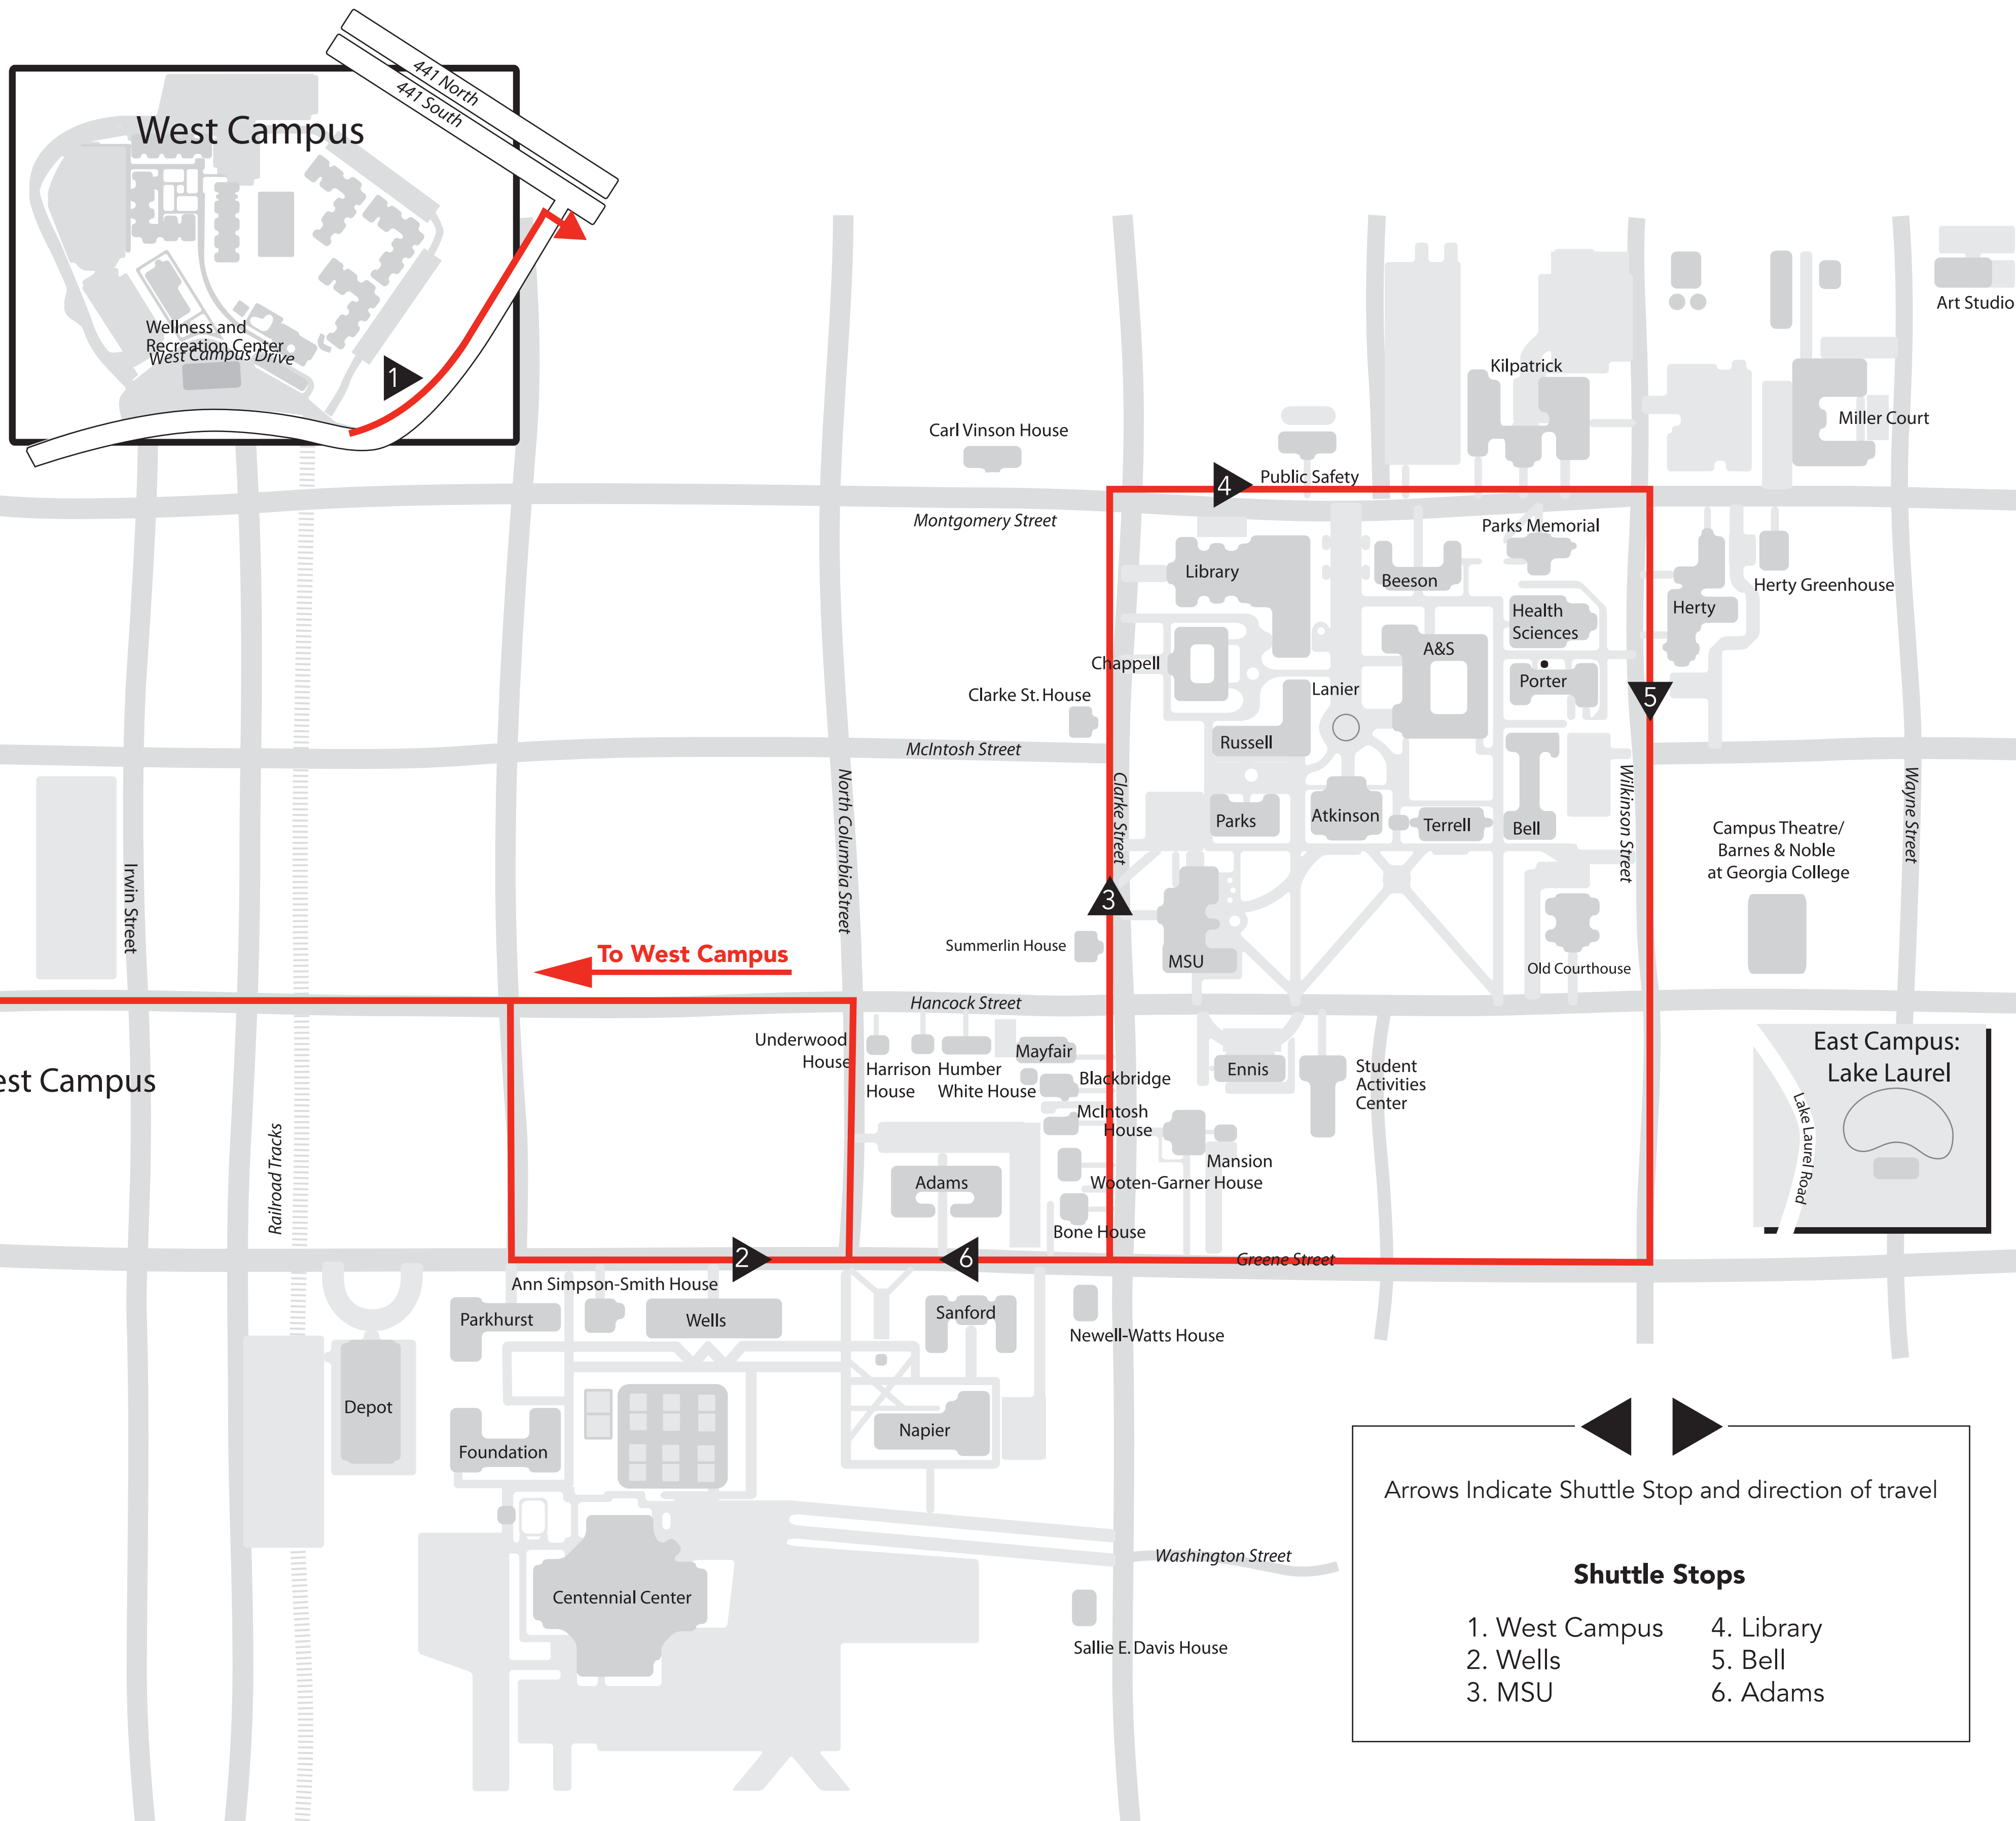 441 North
441 South
West Campus
Wellness and
Recreation Center
West Campus Drive
1
Art Studio
Kilpatrick
Miller Court
Carl Vinson House
4
Public Safety
Montgomery Street
Parks Memorial
Library
Beeson
Herty Greenhouse
Health
Sciences
Herty
A&S
Chappell
Porter
Lanier
Clarke St. House
5
Russell
McIntosh Street
North Columbia Street
Clarke Street
Wilkinson Street
Wayne Street
Parks
Atkinson
Terrell
Bell
Campus Theatre/
Barnes & Noble
at Georgia College
Irwin Street
3
Summerlin House
To West Campus
MSU
Old Courthouse
Hancock Street
Underwood
House
Harrison
House
Humber
White House
Mayfair
Blackbridge
Ennis
Student
Activities
Center
East Campus:
Lake Laurel
Lake Laurel Road
est Campus
McIntosh
House
Railroad Tracks
Mansion
Adams
Wooten-Garner House
Bone House
2
6
Greene Street
Ann Simpson-Smith House
Parkhurst
Wells
Sanford
Newell-Watts House
Depot
Foundation
Napier
Washington Street
Centennial Center
Sallie E. Davis House
Arrows Indicate Shuttle Stop and direction of travel
Shuttle Stops
1. West Campus
2. Wells
3. MSU
4. Library
5. Bell
6. Adams